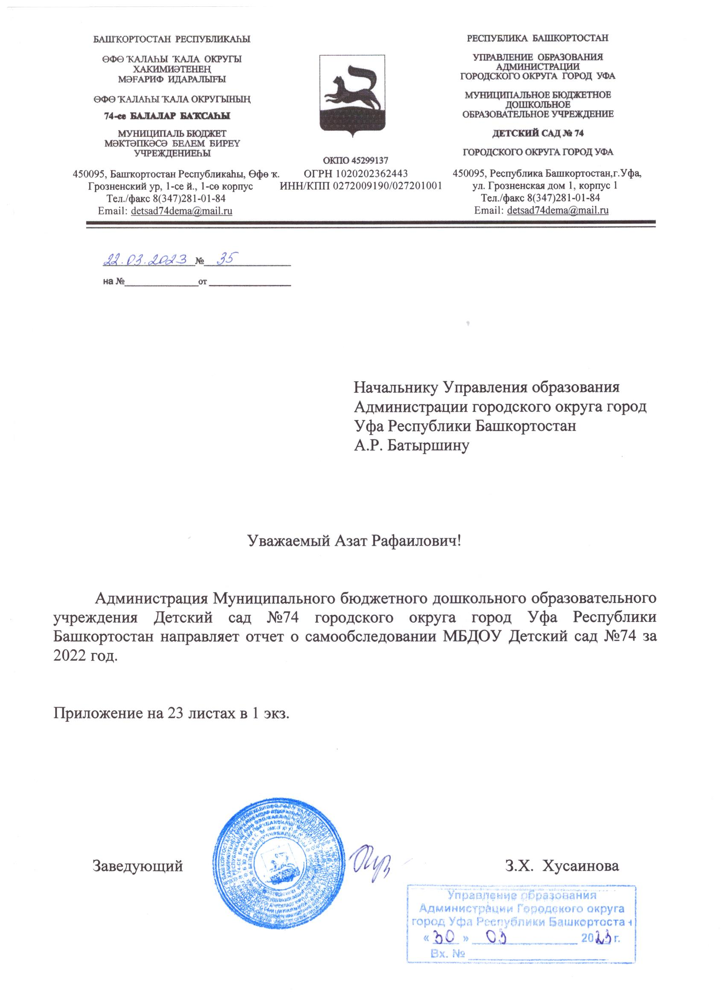 БАШҠОРТОСТАН РЕСПУБЛИКАҺЫ
ӨФӨ ҠАЛАҺЫ ҠАЛА ОКРУГЫ
ХАКИМИӘТЕНЕҢ
МӘҒАРИФ ИДАРАЛЫҒЫ
ӨФӨ ҠАЛАҺЫ ҠАЛА ОКРУГЫНЫҢ
74-се БАЛАЛАР БАҠСАҺЫ
МУНИЦИПАЛЬ БЮДЖЕТ
МӘКТӘПКӘСӘ БЕЛЕМ БИРЕҮ
УЧРЕЖДЕНИЕҺЫ
450095, Башҡортостан Республикаһы, Өфө ҡ.
Грозненский ур, 1-се й., 1-сө корпус
Тел./факс 8(347)281-01-84
Email: detsad74dema@mail.ru
ОКПО 45299137
ОГРН 1020202362443
ИНН/КПП 0272009190/027201001
РЕСПУБЛИКА БАШКОРТОСТАН
УПРАВЛЕНИЕ ОБРАЗОВАНИЯ
АДМИНИСТРАЦИИ
ГОРОДСКОГО ОКРУГА ГОРОД УФА
МУНИЦИПАЛЬНОЕ БЮДЖЕТНОЕ
ДОШКОЛЬНОЕ
ОБРАЗОВАТЕЛЬНОЕ УЧРЕЖДЕНИЕ
ДЕТСКИЙ САД № 74
ГОРОДСКОГО ОКРУГА ГОРОД УФА
450095, Республика Башкортостан,г.Уфа,
ул. Грозненская дом 1, корпус 1
Тел./факс 8(347)281-01-84
Email: detsad74dema@mail.ru
22.03.2023 № 35
на № от
Начальнику Управления образования
Администрации городского округа город
Уфа Республики Башкортостан
А.Р. Батыршину
Уважаемый Азат Рафаилович!
Администрация Муниципального бюджетного дошкольного образовательного
учреждения Детский сад №74 городского округа город Уфа Республики
Башкортостан направляет отчет о самообследовании МБДОУ Детский сад №74 за
2022 год.
Приложение на 23 листах в 1 экз.
Заведующий З.Х. Хусаинова
Управление образования
Администрации Городского округа
город Уфа Республики Башкортоста
« 30 » 03 2023 г.
Вх. №